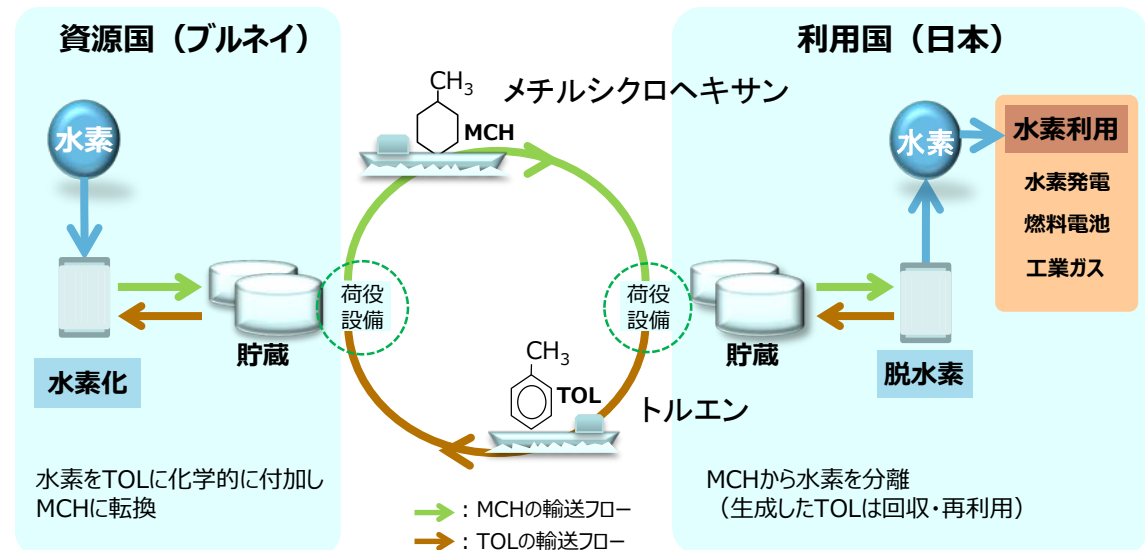 資源国（ブルネイ）
利用国（日本）
水素
CH3
MCH
メチルシクロヘキサン
水素
水素利用
水素発電
燃料電池
工業ガス
荷役
設備
荷役
設備
貯蔵
水素化
貯蔵
脱水素
CH3
TOL
トルエン
水素をTOLに化学的に付加し
MCHに転換
MCHから水素を分離
（生成したTOLは回収・再利用）
：MCHの輸送フロー
：TOLの輸送フロー